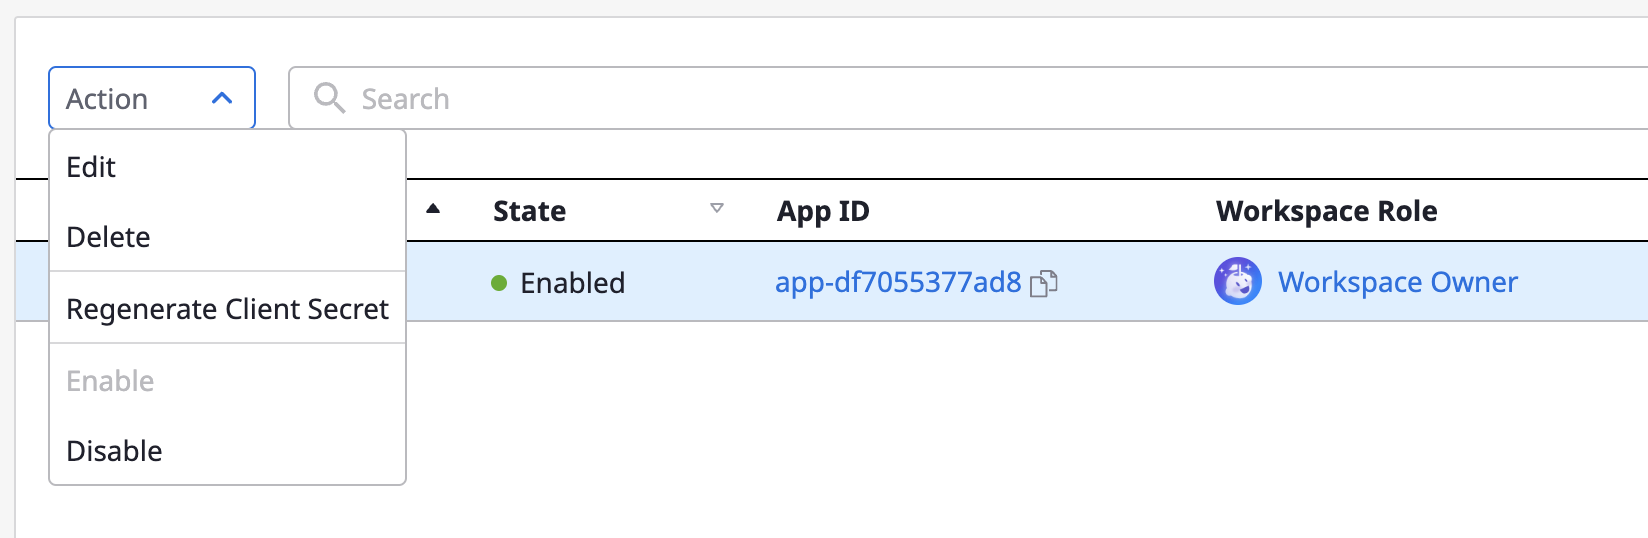 Action
Search
Edit
Delete
Regenerate Client Secret
Enable
Disable
State
App ID
Workspace Role
Enabled
app-df7055377ad8
Workspace Owner